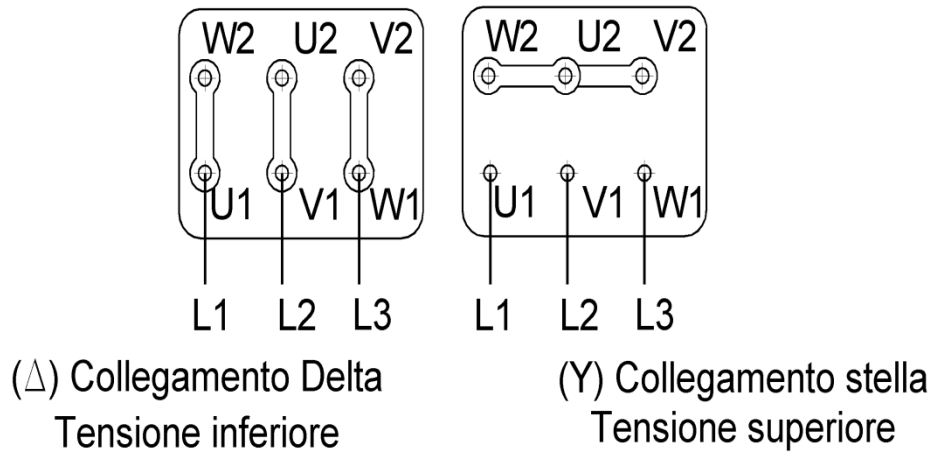 W2 U2 V2
U1 V1 W1
L1 L2 L3
(Δ) Collegamento Delta
Tensione inferiore
W2 U2 V2
U1 V1 W1
L1 L2 L3
(Y) Collegamento stella
Tensione superiore